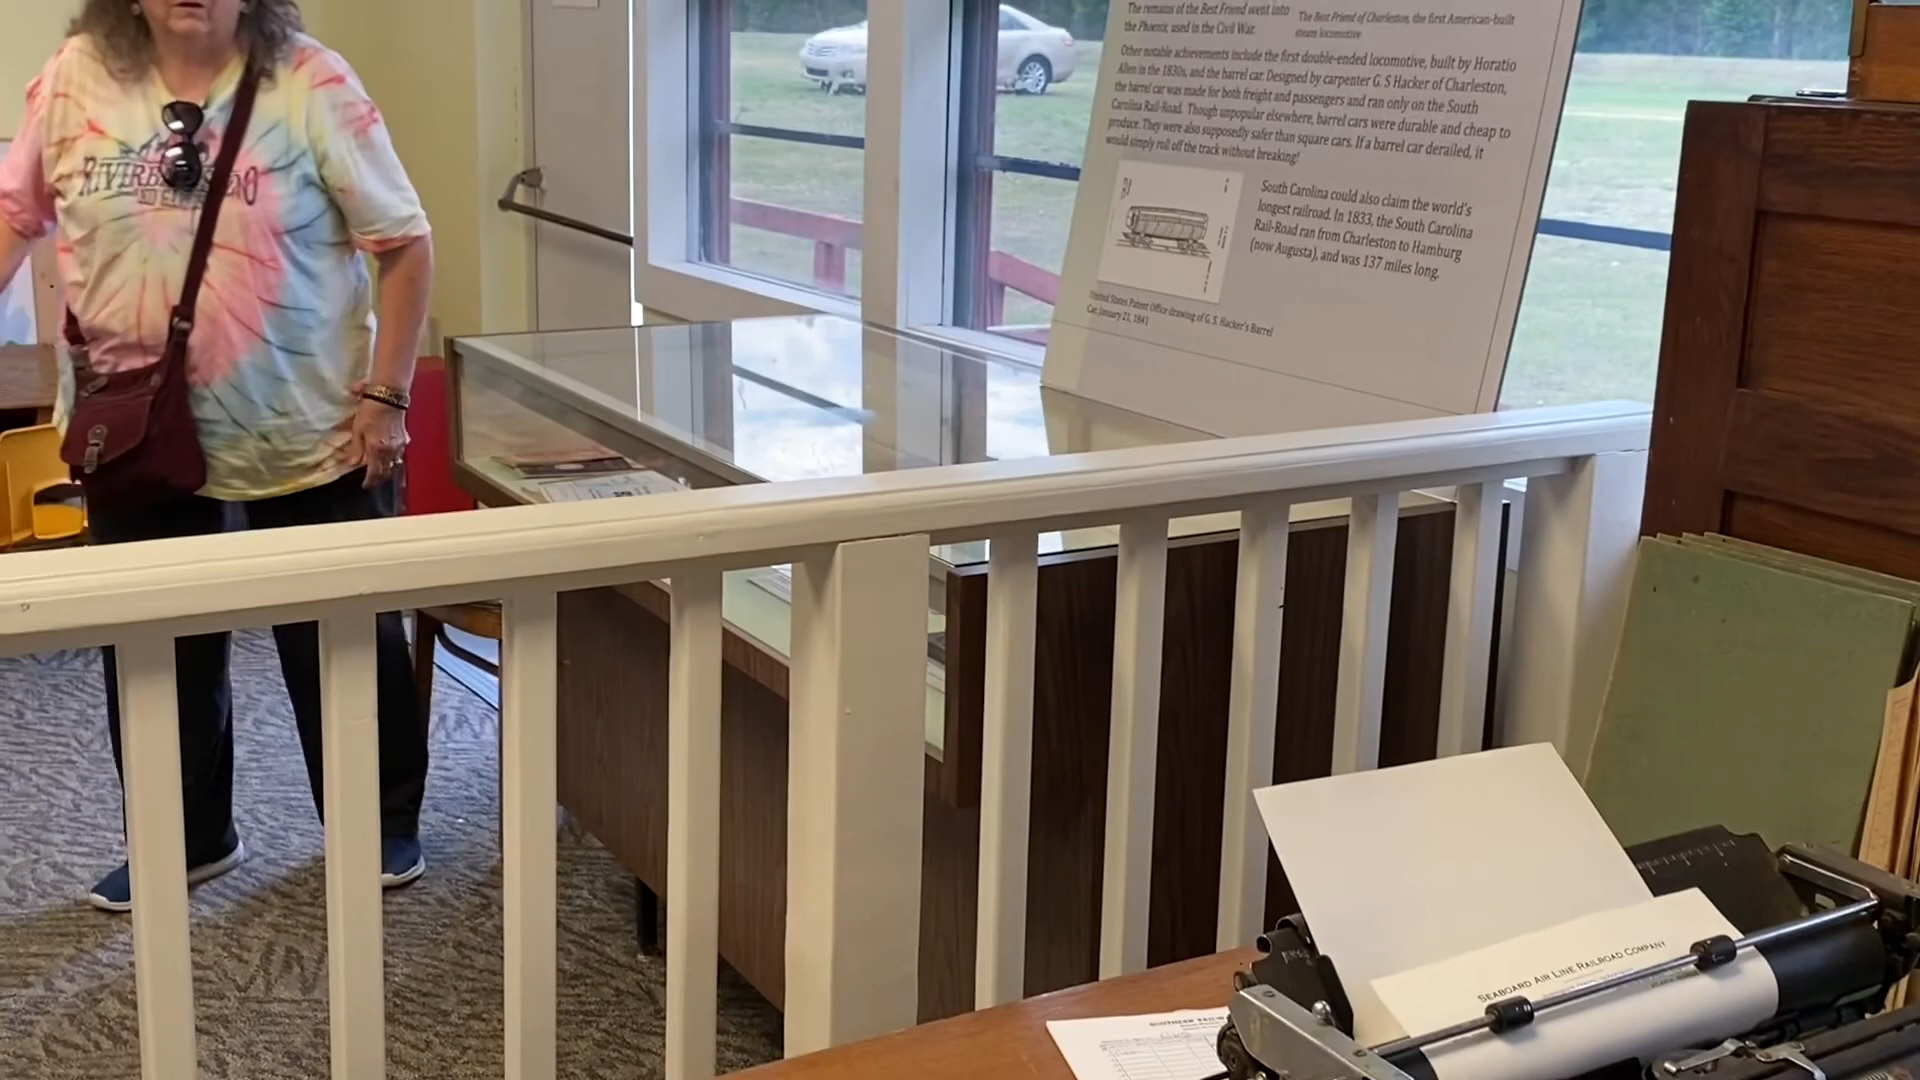 The remains of the Best Friend went into
the Phoenix, used in the Civil War.
The Best Friend of Charleston, the first American-built
steam locomotive
Other notable achievements include the first double-ended locomotive, built by Horatio
Allen in the 1830s, and the barrel car. Designed by carpenter G. S Hacker of Charleston,
the barrel car was made for both freight and passengers and ran only on the South
Carolina Rail-Road. Though unpopular elsewhere, barrel cars were durable and cheap to
produce. They were also supposedly safer than square cars. If a barrel car derailed, it
would simply roll off the track without breaking!
South Carolina could also claim the world's
longest railroad. In 1833, the South Carolina
Rail-Road ran from Charleston to Hamburg
(now Augusta), and was 137 miles long.
United States Patent Office drawing of G. S. Hacker's Barrel
Car, January 21, 1841
SEABOARD AIR LINE RAILROAD COMPANY
SOUTHERN